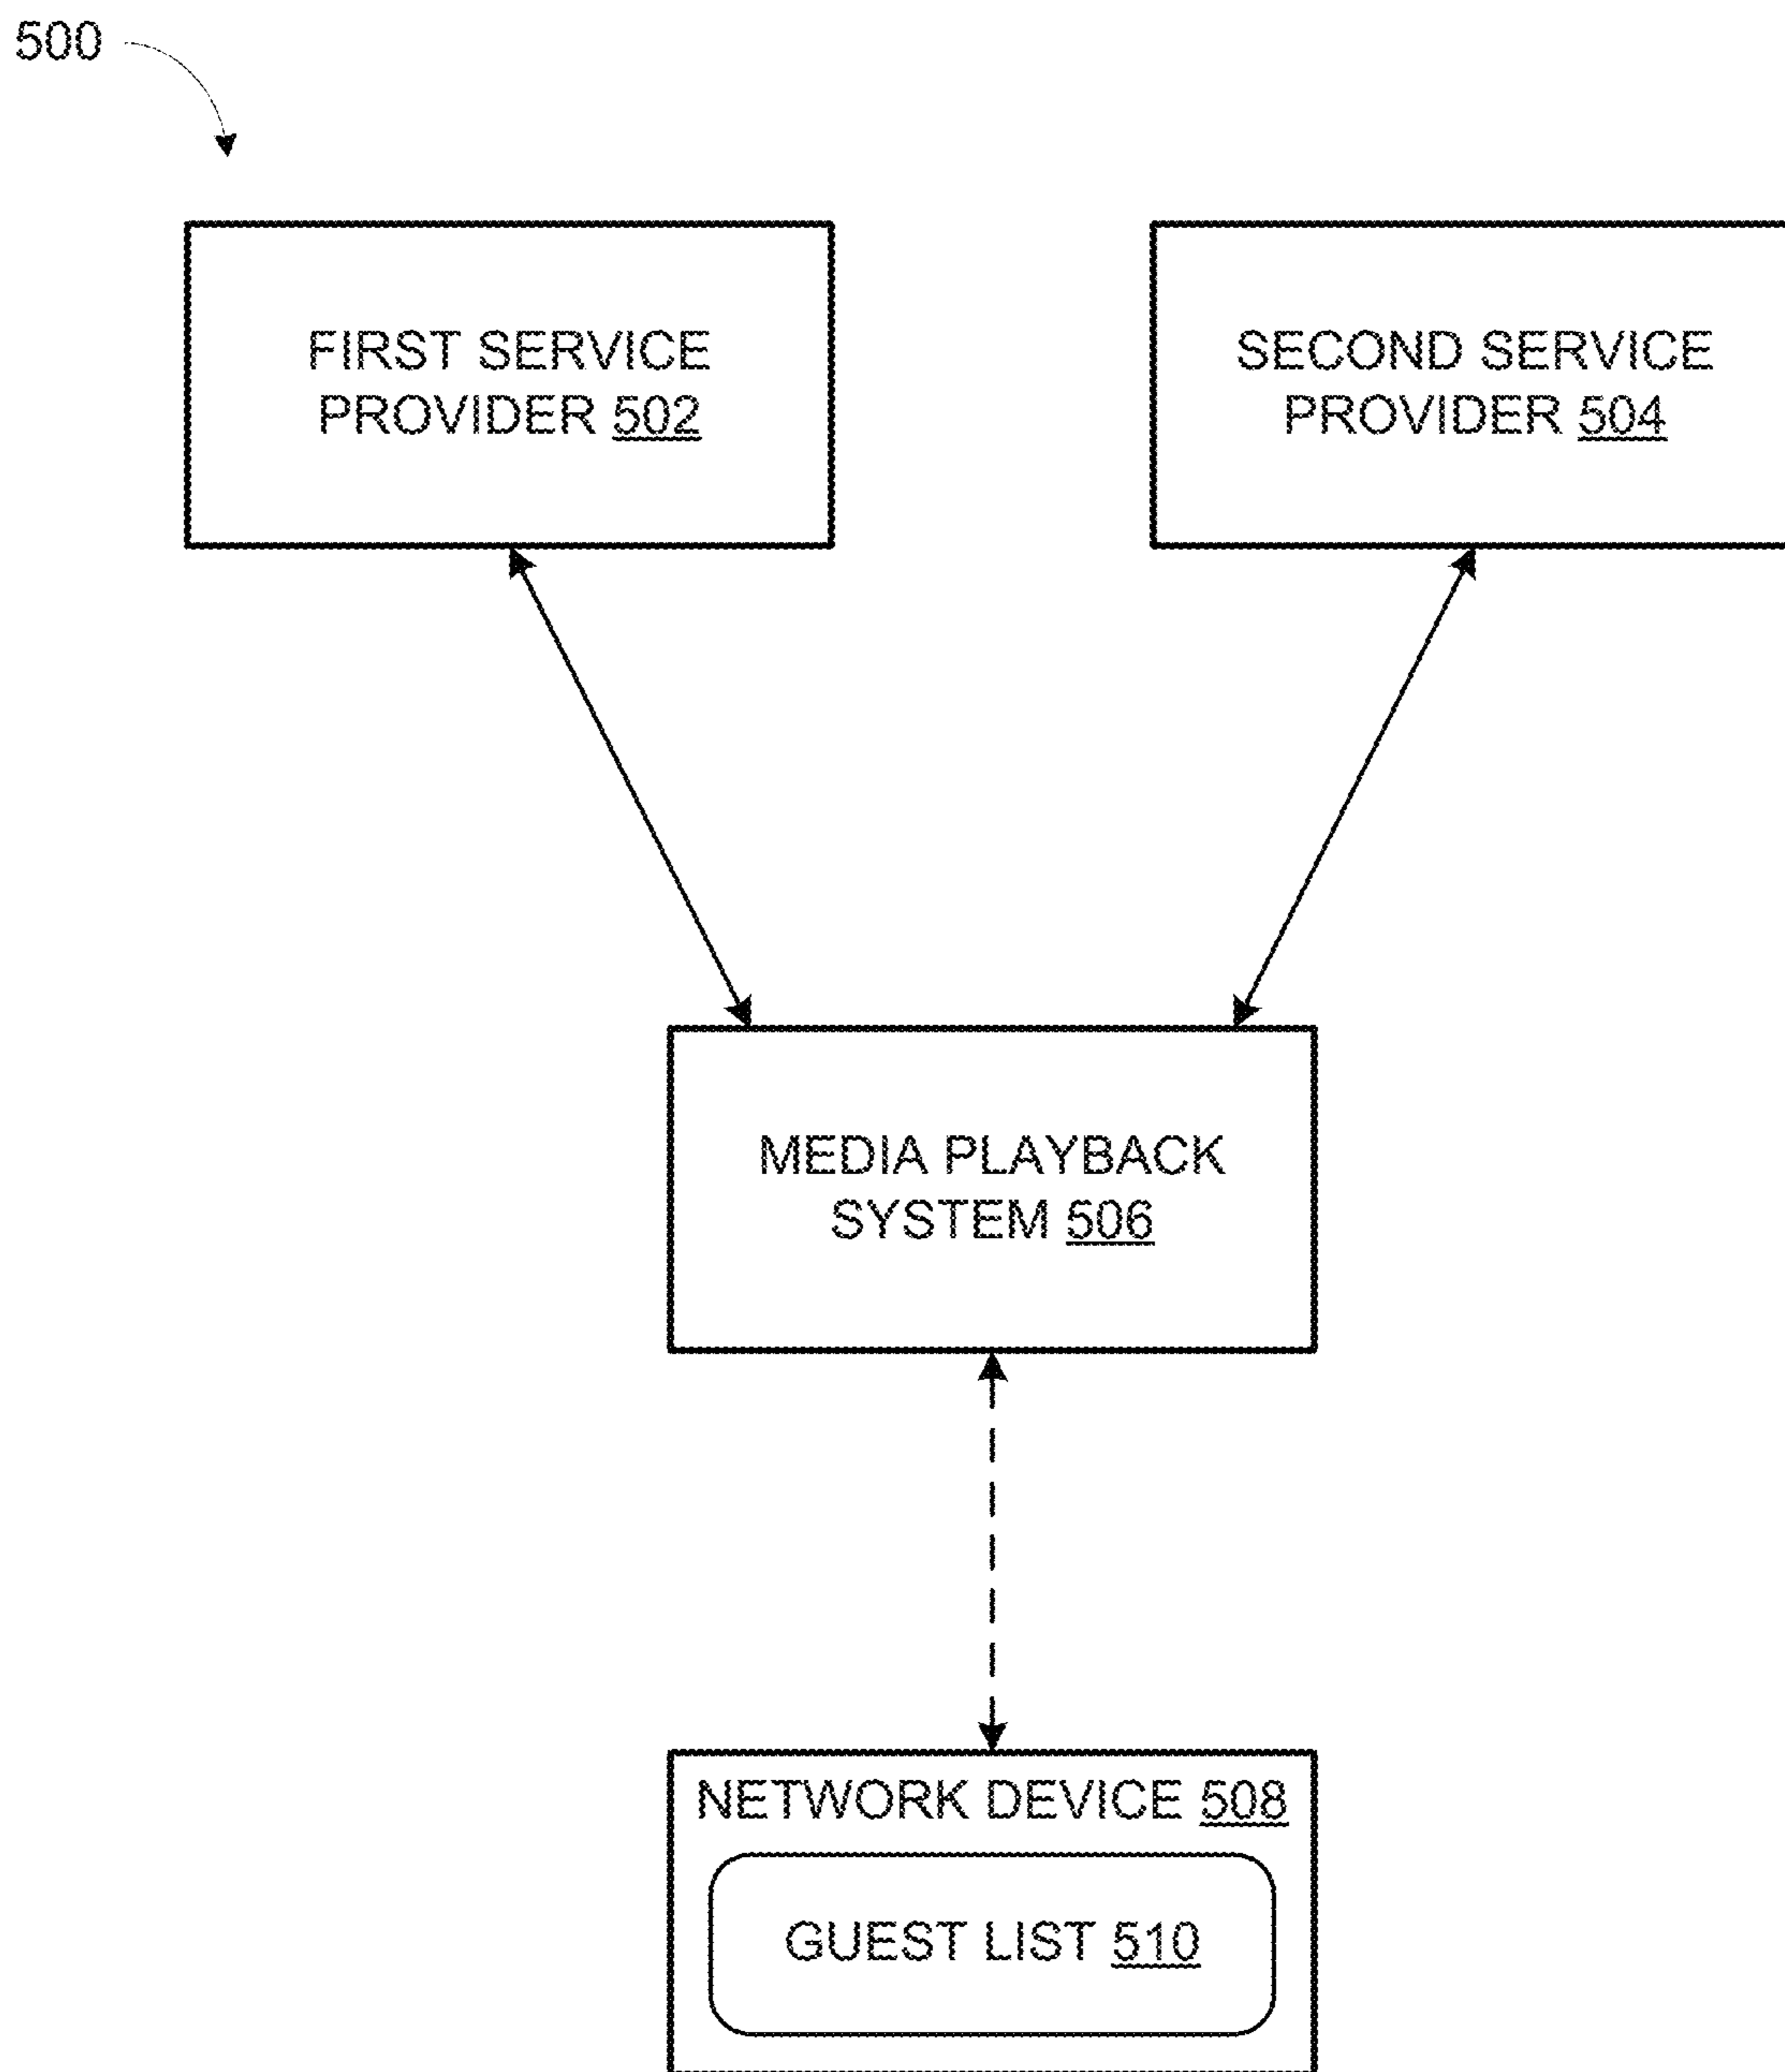 500
FIRST SERVICE
PROVIDER 502
SECOND SERVICE
PROVIDER 504
MEDIA PLAYBACK
SYSTEM 506
NETWORK DEVICE 508
GUEST LIST 510